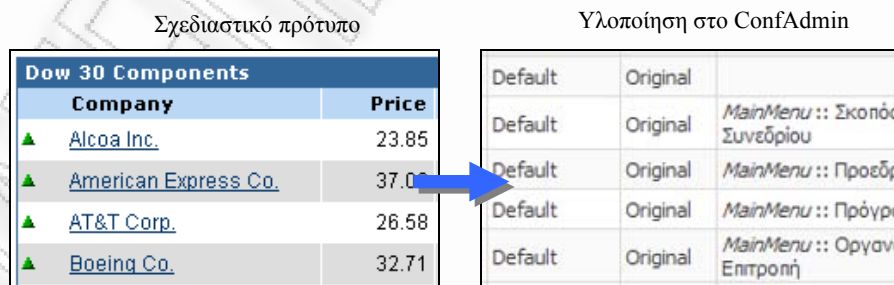 Σχεδιαστικό πρότυπο
Υλοποίηση στο ConfAdmin
Dow 30 Components
Company Price
Alcoa Inc. 23.85
American Express Co.
AT&T Corp. 26.58
Boeing Co. 32.71
Default Original
Default Original MainMenu :: Σκοπός
Συνεδρίου
Default Original MainMenu ::
Default Original MainMenu ::
Default Original MainMenu ::
Επιτροπή